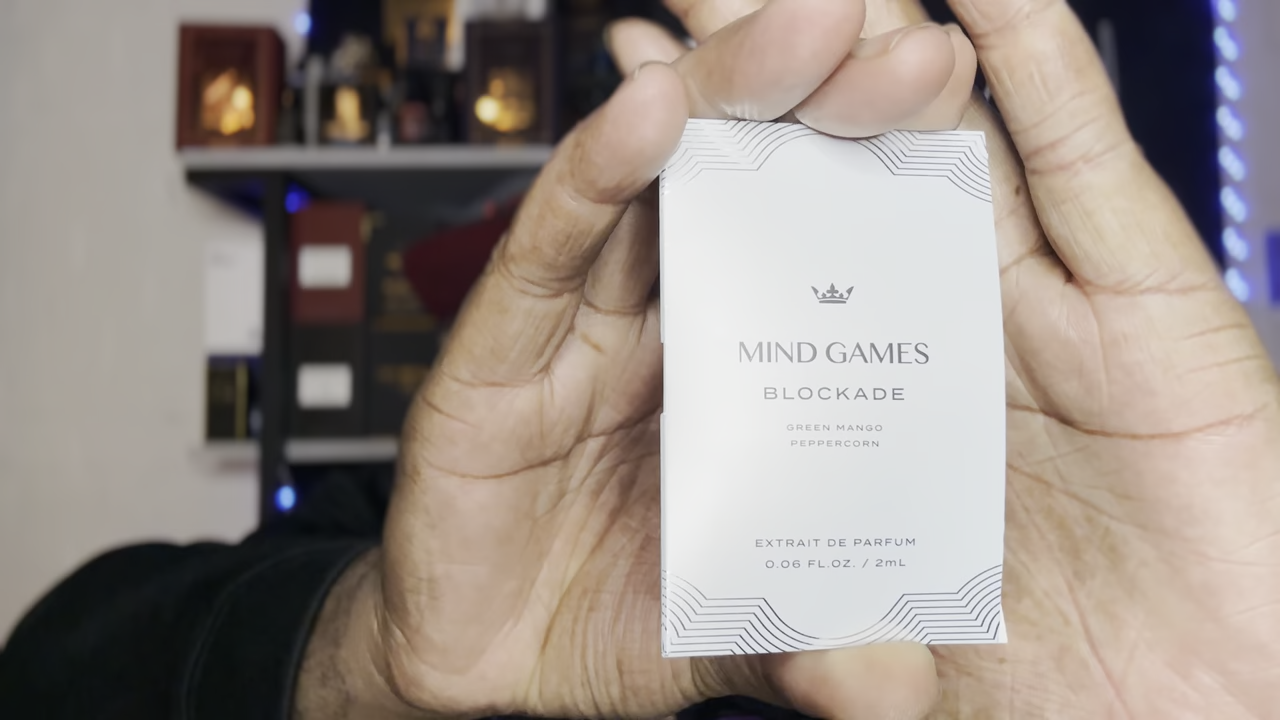 MIND GAMES
BLOCKADE
GREEN MANGO
PEPPERCORN
EXTRAIT DE PARFUM
0.06 FL.OZ. / 2mL